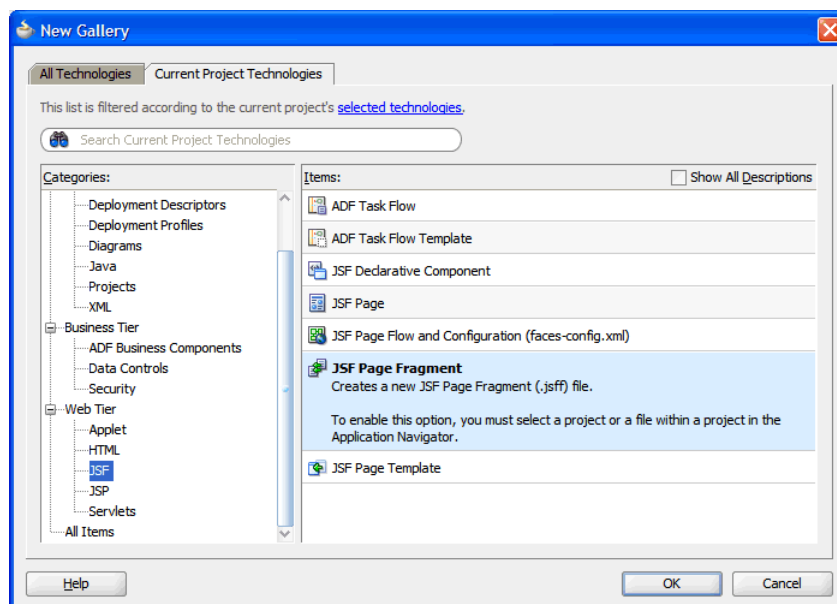 New Gallery
All Technologies
Current Project Technologies
This list is filtered according to the current project's selected technologies.
Search Current Project Technologies
Categories:
Deployment Descriptors
Deployment Profiles
Diagrams
Java
Projects
XML
Business Tier
ADF Business Components
Data Controls
Security
Web Tier
Applet
HTML
JSF
JSP
Servlets
All Items
Items:
Show All Descriptions
ADF Task Flow
ADF Task Flow Template
JSF Declarative Component
JSF Page
JSF Page Flow and Configuration (faces-config.xml)
JSF Page Fragment
Creates a new JSF Page Fragment (.jsff) file.
To enable this option, you must select a project or a file within a project in the
Application Navigator.
JSF Page Template
Help
OK
Cancel